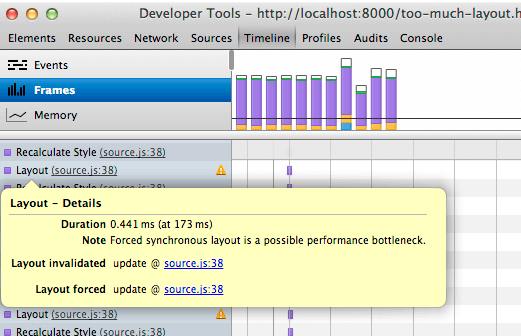 Developer Tools - http://localhost:8000/too-much-layout.h
Elements Resources Network Sources Timeline Profiles Audits Console
Events
Frames
Memory
Recalculate Style (source.js:38)
Layout (source.js:38)
Layout - Details
Duration 0.441 ms (at 173 ms)
Note Forced synchronous layout is a possible performance bottleneck.
Layout invalidated update @ source.js:38
Layout forced update @ source.js:38
Layout (source.js:38)
Recalculate Style (source.js:38)